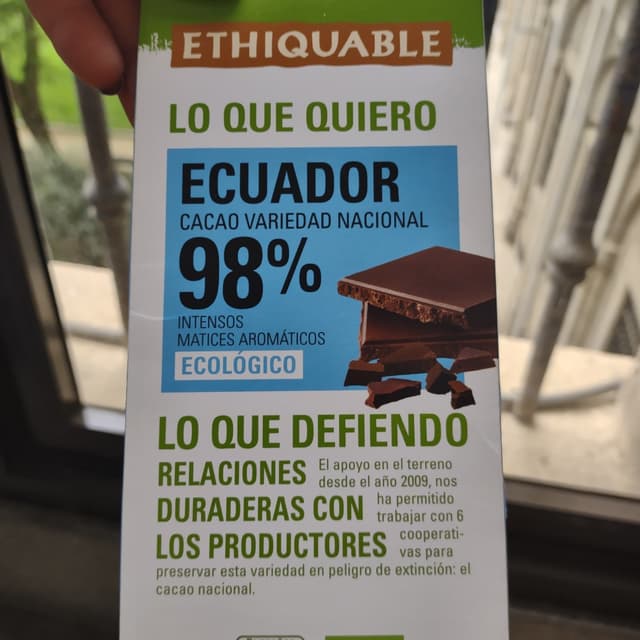 ETHIQUABLE
LO QUE QUIERO
ECUADOR
CACAO VARIEDAD NACIONAL
98%
INTENSOS
MATICES AROMÁTICOS
ECOLÓGICO
LO QUE DEFIENDO
RELACIONES
DURADERAS CON
LOS PRODUCTORES
El apoyo en el terreno
desde el año 2009, nos
ha permitido
trabajar con 6
cooperati-
vas para
preservar esta variedad en peligro de extinción: el
cacao nacional.